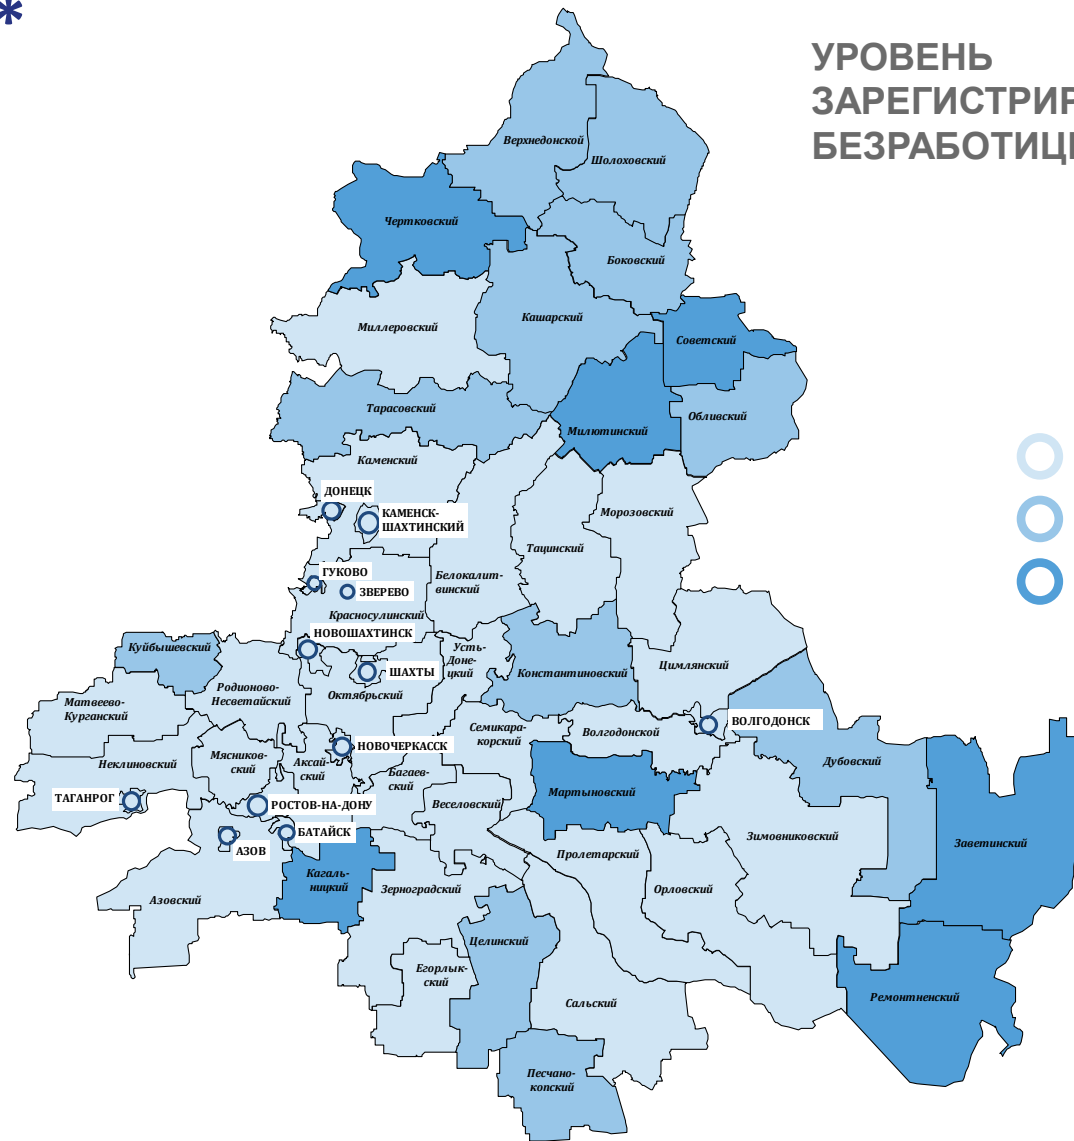 *
УРОВЕНЬ
ЗАРЕГИСТРИР
БЕЗРАБОТИЦЫ
Верхнедонской
Шолоховский
Чертковский
Боковский
Миллеровский
Кашарский
Советский
Тарасовский
Милютинский
Обливский
Каменский
ДОНЕЦК
КАМЕНСК-
ШАХТИНСКИЙ
Морозовский
Тацинский
ГУКОВО
ЗВЕРЕВО
Белокалит-
винский
Красносулинский
НОВОШАХТИНСК
Куйбышевский
Усть-
Доне-
цкий
ШАХТЫ
Константиновский
Цимлянский
Родионово-
Несветайский
Октябрьский
Матвеево-
Курганский
Семикара-
корский
Волгодонской
ВОЛГОДОНСК
НОВОЧЕРКАССК
Мясников-
ский
Аксай-
ский
Неклиновский
Багаев-
ский
Дубовский
ТАГАНРОГ
РОСТОВ-НА-ДОНУ
Веселовский
Мартыновский
БАТАЙСК
АЗОВ
Зимовниковский
Заветинский
Пролетарский
Кагаль-
ницкий
Зерноградский
Орловский
Азовский
Целинский
Егорлык-
ский
Сальский
Ремонтненский
Песчано-
копский